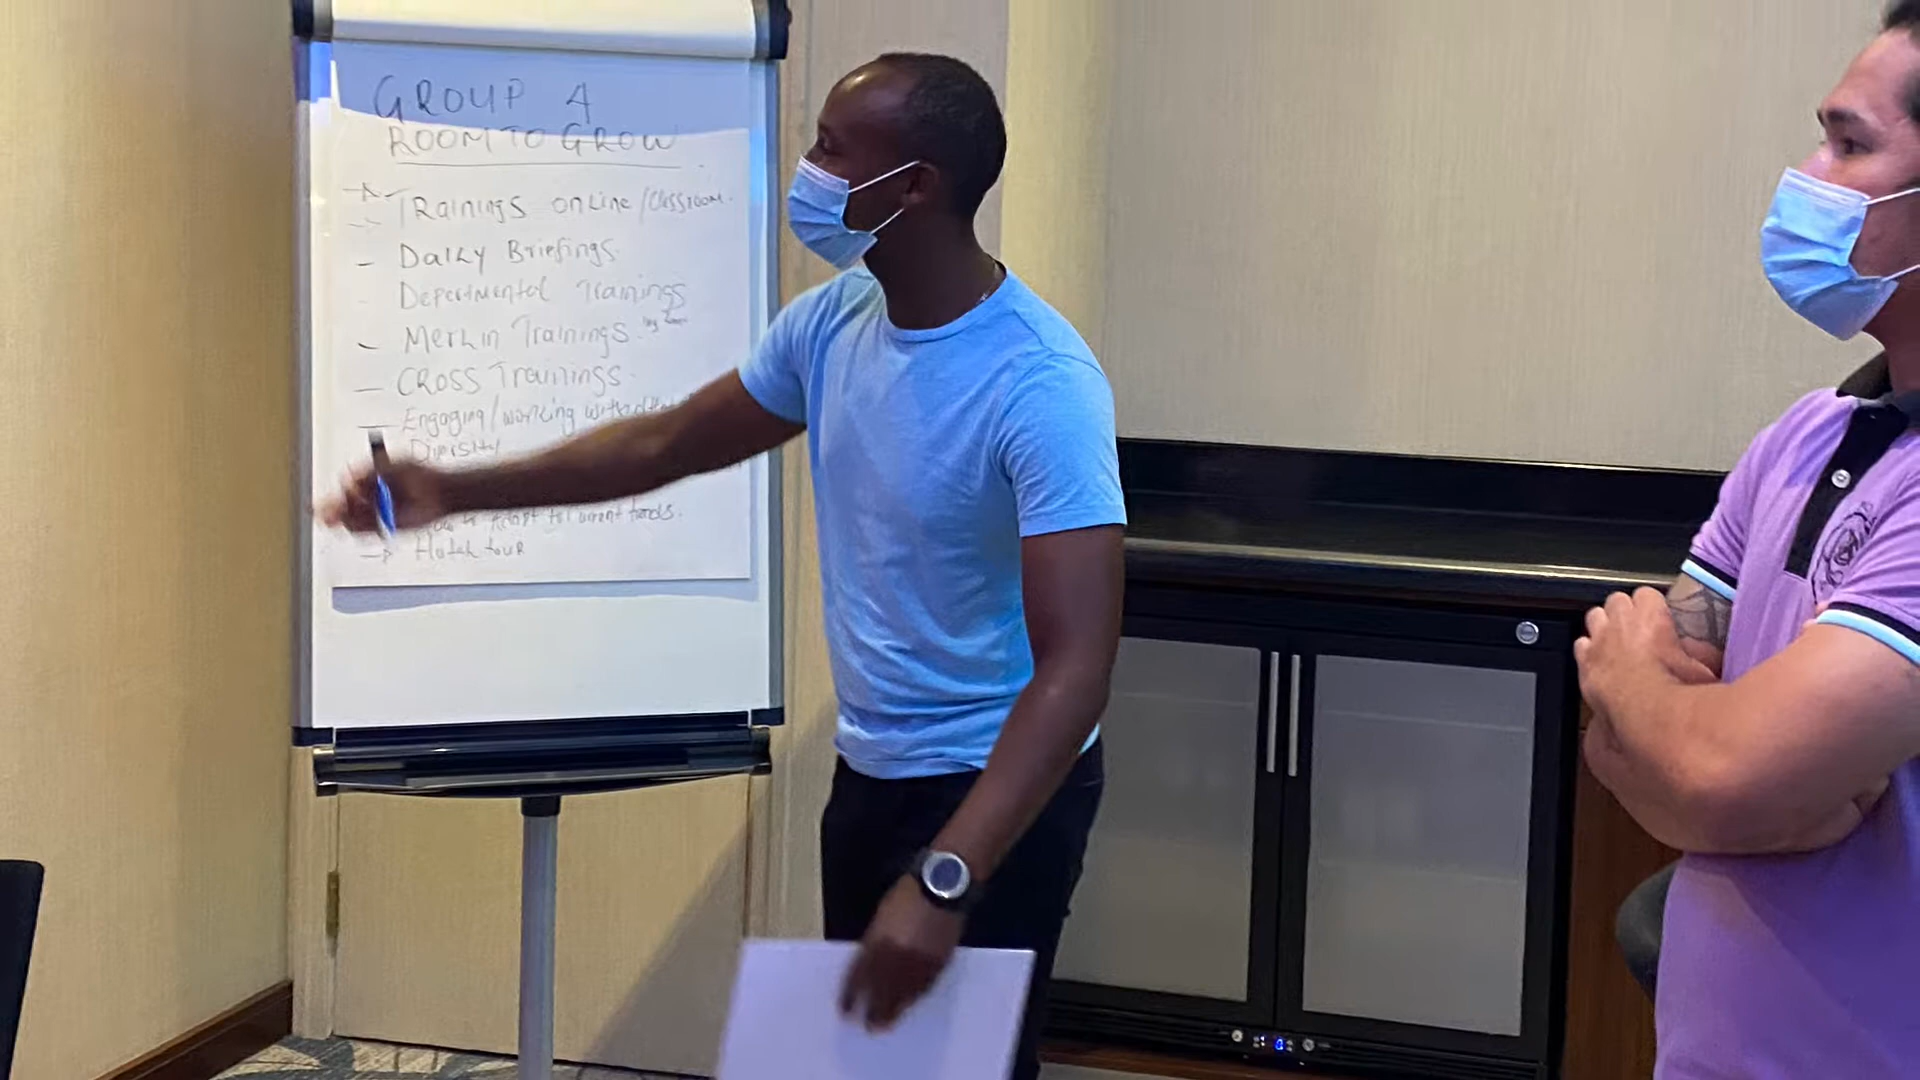 GROUP 4
ROOM TO GROW
Trainings online/classroom.
- Daily Briefings.
- Departmental Trainings
- Merlin Trainings.
- CROSS Trainings.
- Engaging/working with
Diversity
to current trends.
Hotel tour